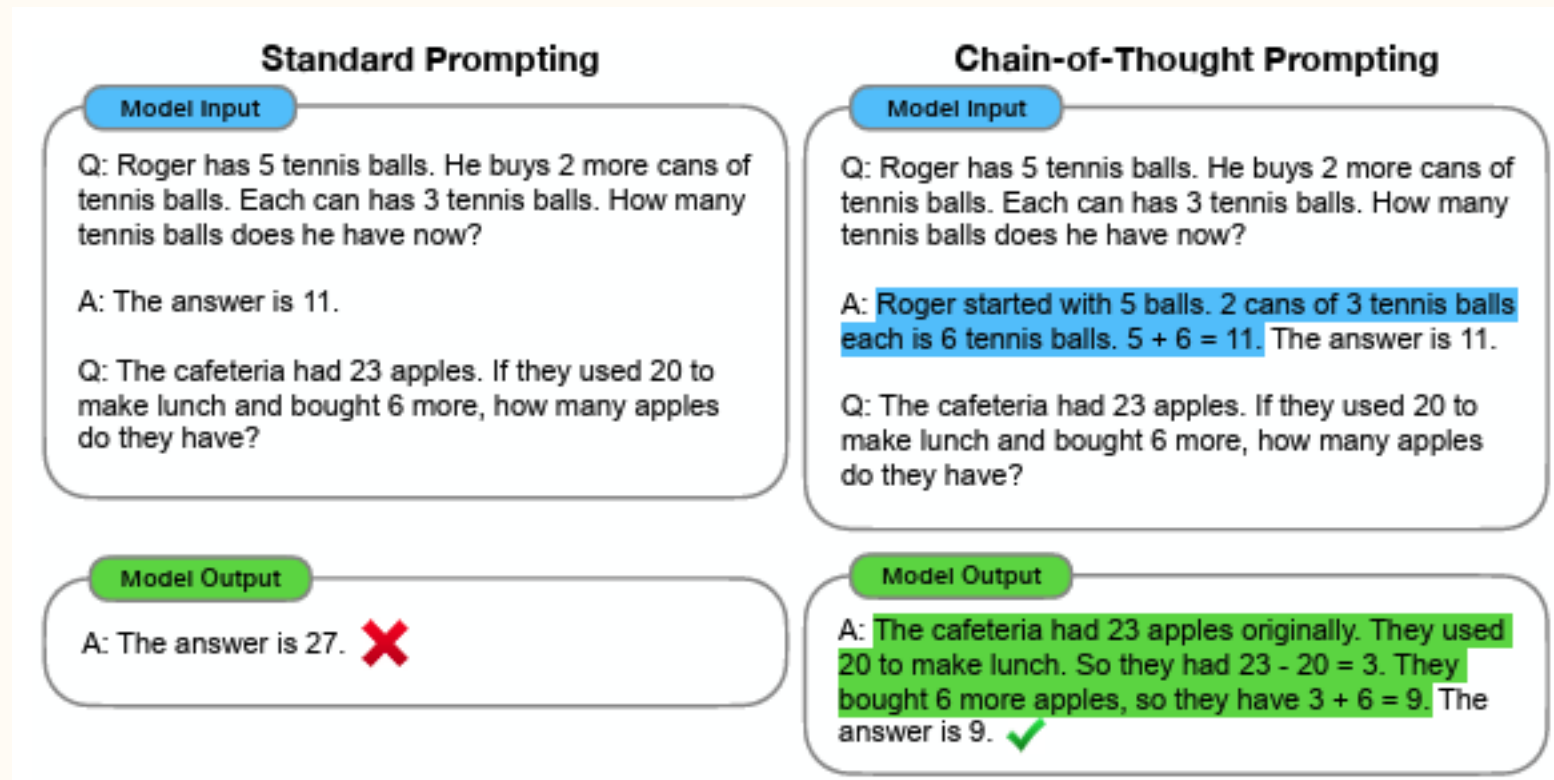 Standard Prompting
Model Input
Q: Roger has 5 tennis balls. He buys 2 more cans of
tennis balls. Each can has 3 tennis balls. How many
tennis balls does he have now?
A: The answer is 11.
Q: The cafeteria had 23 apples. If they used 20 to
make lunch and bought 6 more, how many apples
do they have?
Model Output
A: The answer is 27.
Chain-of-Thought Prompting
Model Input
Q: Roger has 5 tennis balls. He buys 2 more cans of
tennis balls. Each can has 3 tennis balls. How many
tennis balls does he have now?
A: Roger started with 5 balls. 2 cans of 3 tennis balls
each is 6 tennis balls. 5 + 6 = 11. The answer is 11.
Q: The cafeteria had 23 apples. If they used 20 to
make lunch and bought 6 more, how many apples
do they have?
Model Output
A: The cafeteria had 23 apples originally. They used
20 to make lunch. So they had 23 - 20 = 3. They
bought 6 more apples, so they have 3 + 6 = 9. The
answer is 9.